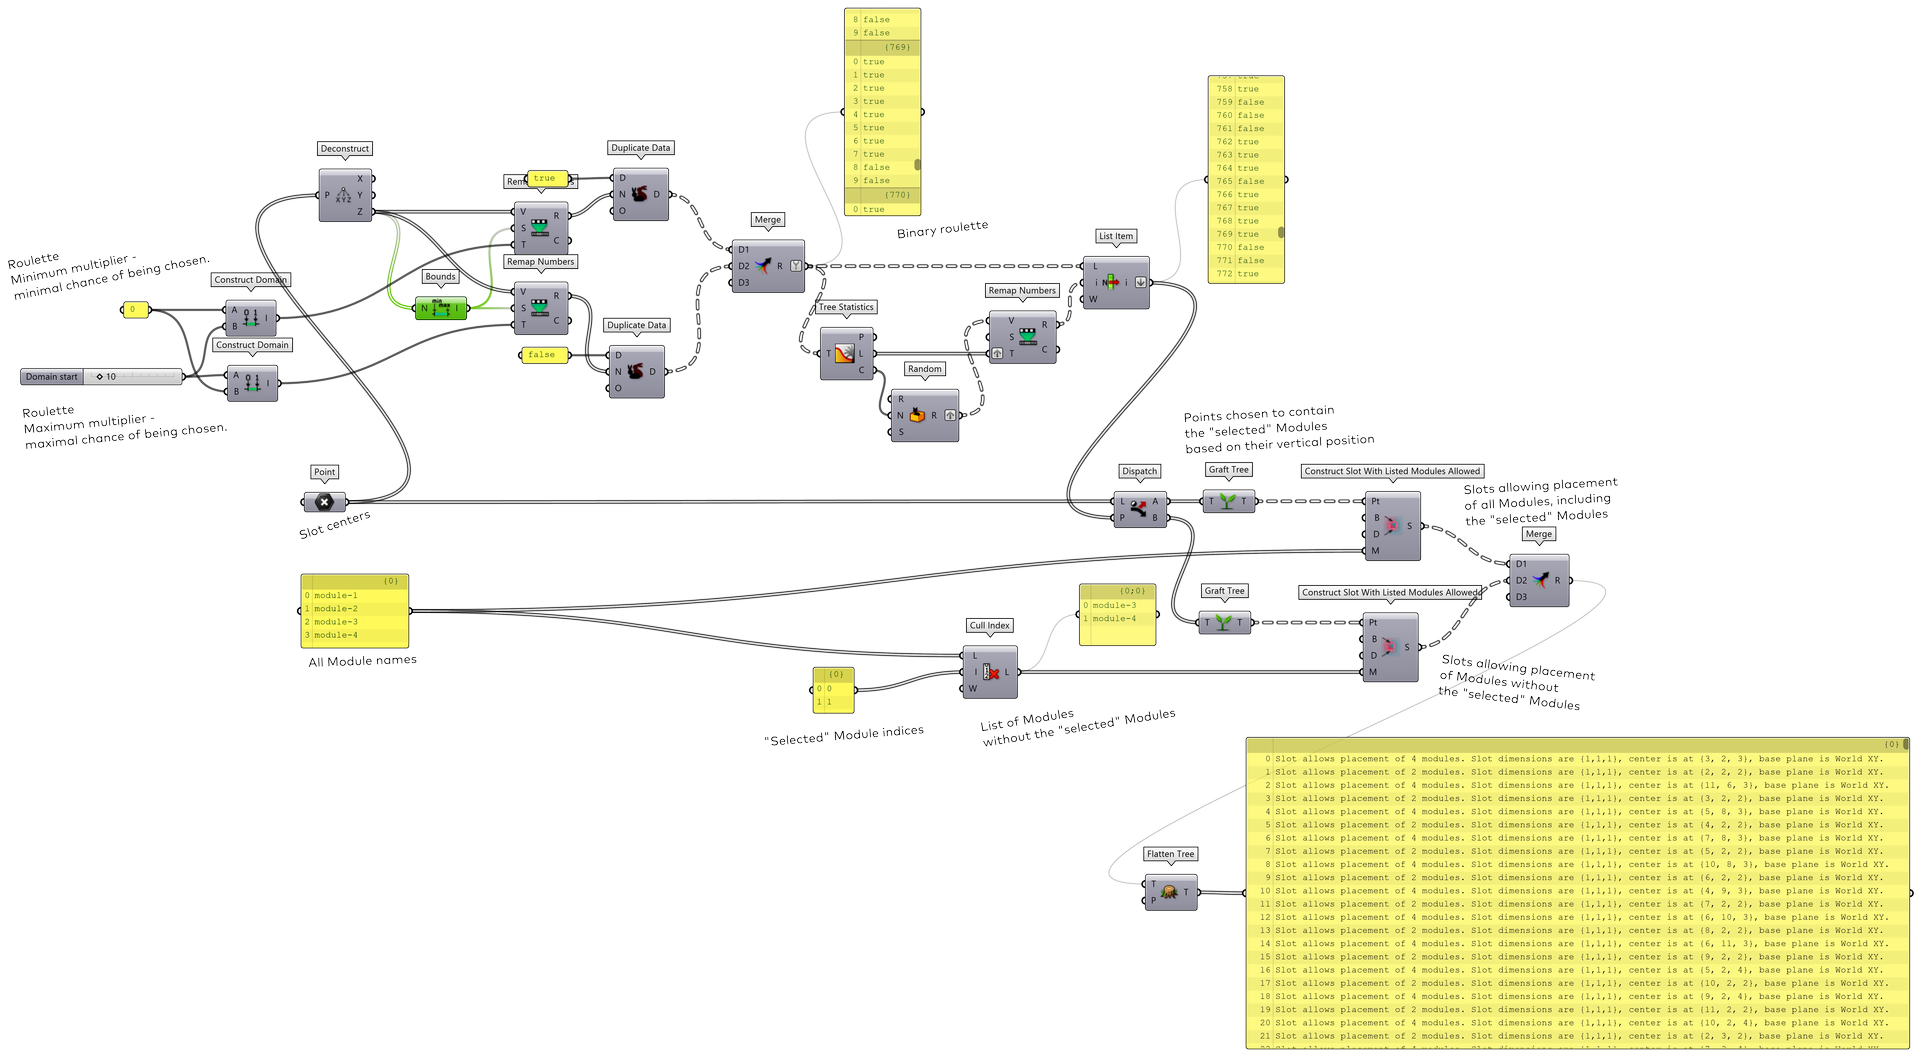 8 false
9 false
{769}
0 true
1 true
2 true
3 true
4 true
5 true
6 true
7 true
8 false
9 false
{770}
0 true
Binary roulette
758 true
759 false
760 false
761 false
762 true
763 true
764 true
765 false
766 true
767 true
768 true
769 true
770 false
771 false
772 true
Deconstruct
P
X
Y
Z
XYZ
true
Duplicate Data
D
N
O
D
V
S
T
R
C
Remap Numbers
V
S
T
R
C
Merge
D1
D2
D3
R
List Item
L
i
W
i
Roulette
Minimum multiplier -
minimal chance of being chosen.
0
Construct Domain
A
B
I
Construct Domain
A
B
I
Bounds
N
min
max
I
Domain start
10
Roulette
Maximum multiplier -
maximal chance of being chosen.
false
Duplicate Data
D
N
O
D
Tree Statistics
T
P
L
C
Random
R
N
S
R
Remap Numbers
V
S
T
R
C
Points chosen to contain
the "selected" Modules
based on their vertical position
Point
Slot centers
Dispatch
L
P
A
B
Graft Tree
T
T
Construct Slot With Listed Modules Allowed
Pt
B
D
M
S
Slots allowing placement
of all Modules, including
the "selected" Modules
Merge
D1
D2
D3
R
{0}
0 module-1
1 module-2
2 module-3
3 module-4
All Module names
{0}
0 0
1 1
"Selected" Module indices
Cull Index
L
I
W
L
List of Modules
without the "selected" Modules
{0;0}
0 module-3
1 module-4
Graft Tree
T
T
Construct Slot With Listed Modules Allowed
Pt
B
D
M
S
Slots allowing placement
of Modules without
the "selected" Modules
Flatten Tree
T
P
T
{0}
0 Slot allows placement of 4 modules. Slot dimensions are {1,1,1}, center is at {3, 2, 3}, base plane is World XY.
1 Slot allows placement of 2 modules. Slot dimensions are {1,1,1}, center is at {2, 2, 2}, base plane is World XY.
2 Slot allows placement of 4 modules. Slot dimensions are {1,1,1}, center is at {11, 6, 3}, base plane is World XY.
3 Slot allows placement of 2 modules. Slot dimensions are {1,1,1}, center is at {3, 2, 2}, base plane is World XY.
4 Slot allows placement of 4 modules. Slot dimensions are {1,1,1}, center is at {5, 8, 3}, base plane is World XY.
5 Slot allows placement of 2 modules. Slot dimensions are {1,1,1}, center is at {4, 2, 2}, base plane is World XY.
6 Slot allows placement of 4 modules. Slot dimensions are {1,1,1}, center is at {7, 8, 3}, base plane is World XY.
7 Slot allows placement of 2 modules. Slot dimensions are {1,1,1}, center is at {5, 2, 2}, base plane is World XY.
8 Slot allows placement of 4 modules. Slot dimensions are {1,1,1}, center is at {10, 8, 3}, base plane is World XY.
9 Slot allows placement of 2 modules. Slot dimensions are {1,1,1}, center is at {6, 2, 2}, base plane is World XY.
10 Slot allows placement of 4 modules. Slot dimensions are {1,1,1}, center is at {4, 9, 3}, base plane is World XY.
11 Slot allows placement of 2 modules. Slot dimensions are {1,1,1}, center is at {7, 2, 2}, base plane is World XY.
12 Slot allows placement of 4 modules. Slot dimensions are {1,1,1}, center is at {6, 10, 3}, base plane is World XY.
13 Slot allows placement of 2 modules. Slot dimensions are {1,1,1}, center is at {8, 2, 2}, base plane is World XY.
14 Slot allows placement of 4 modules. Slot dimensions are {1,1,1}, center is at {6, 11, 3}, base plane is World XY.
15 Slot allows placement of 2 modules. Slot dimensions are {1,1,1}, center is at {9, 2, 2}, base plane is World XY.
16 Slot allows placement of 4 modules. Slot dimensions are {1,1,1}, center is at {5, 2, 4}, base plane is World XY.
17 Slot allows placement of 2 modules. Slot dimensions are {1,1,1}, center is at {10, 2, 2}, base plane is World XY.
18 Slot allows placement of 4 modules. Slot dimensions are {1,1,1}, center is at {9, 2, 4}, base plane is World XY.
19 Slot allows placement of 2 modules. Slot dimensions are {1,1,1}, center is at {11, 2, 2}, base plane is World XY.
20 Slot allows placement of 4 modules. Slot dimensions are {1,1,1}, center is at {10, 2, 4}, base plane is World XY.
21 Slot allows placement of 2 modules. Slot dimensions are {1,1,1}, center is at {2, 3, 2}, base plane is World XY.